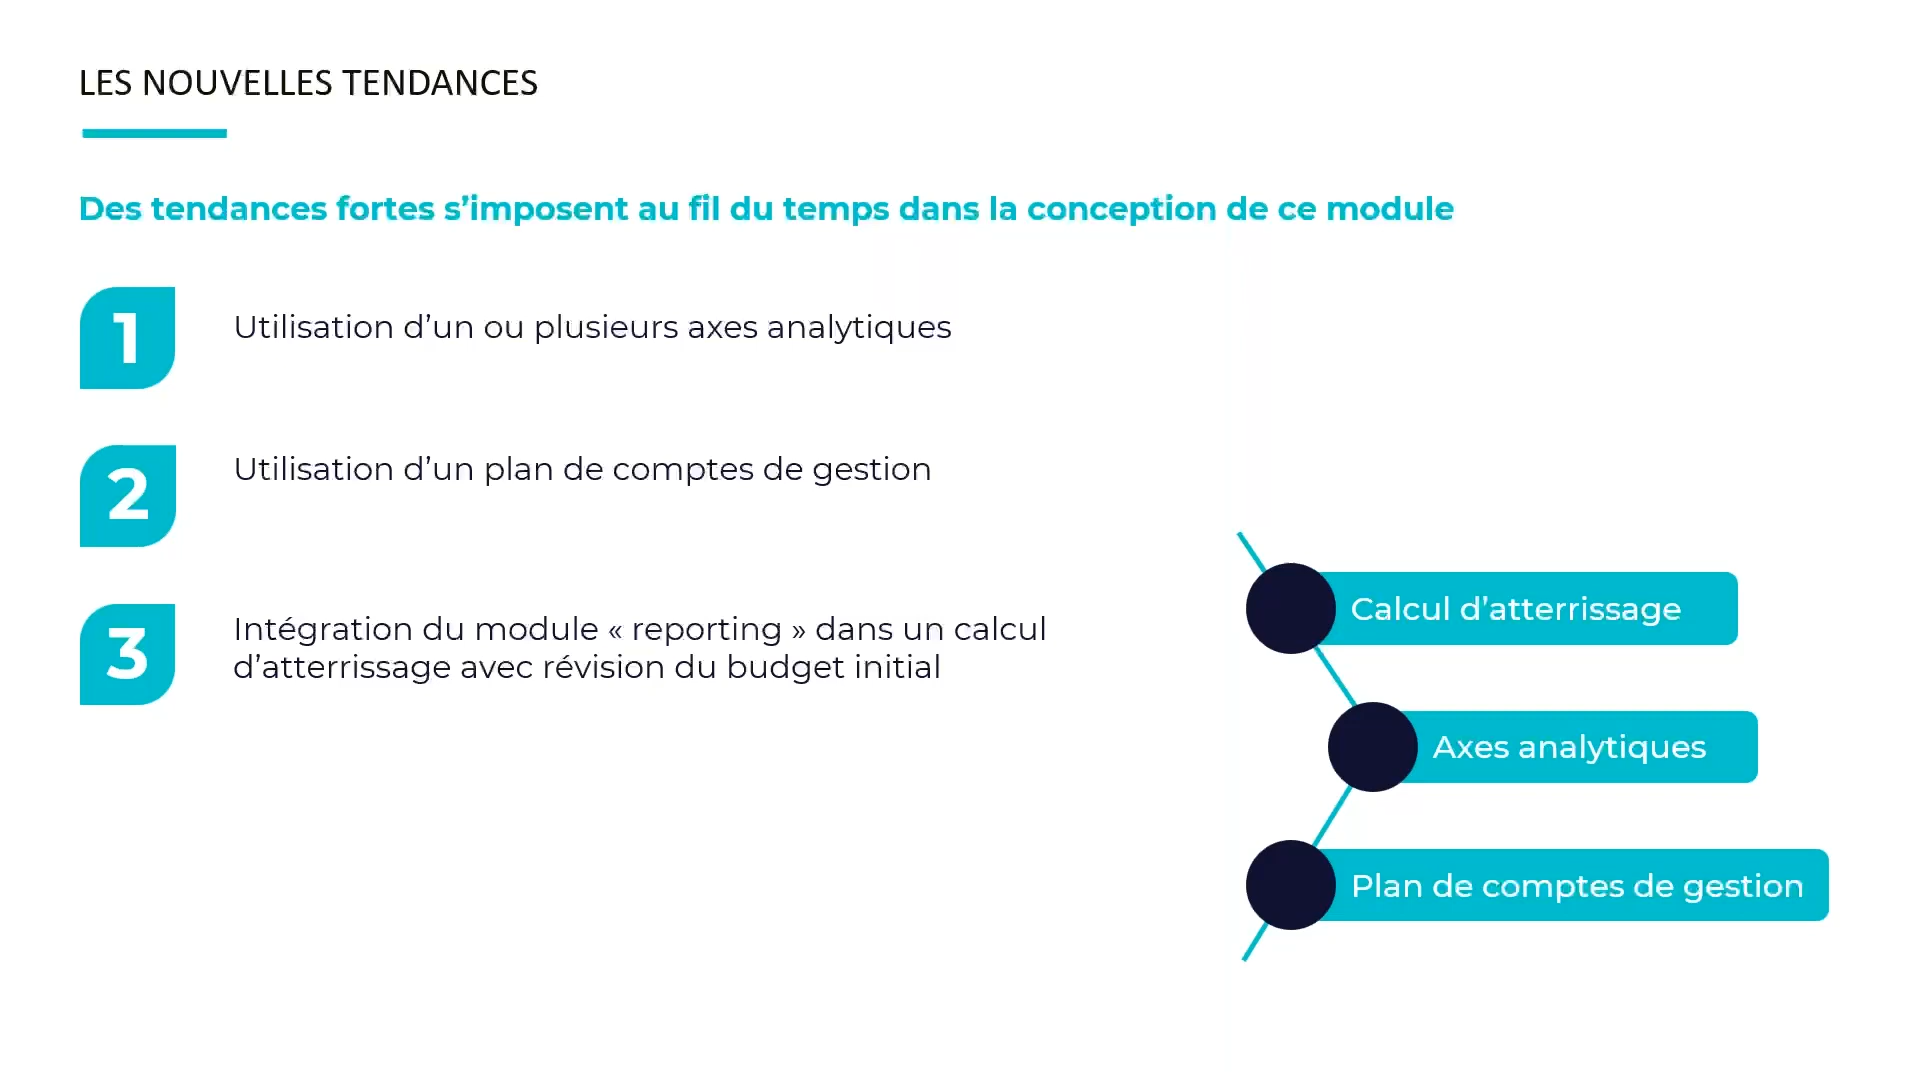 LES NOUVELLES TENDANCES
Des tendances fortes s’imposent au fil du temps dans la conception de ce module
1
Utilisation d’un ou plusieurs axes analytiques
2
Utilisation d’un plan de comptes de gestion
3
Intégration du module « reporting » dans un calcul
d’atterrissage avec révision du budget initial
Calcul d’atterrissage
Axes analytiques
Plan de comptes de gestion